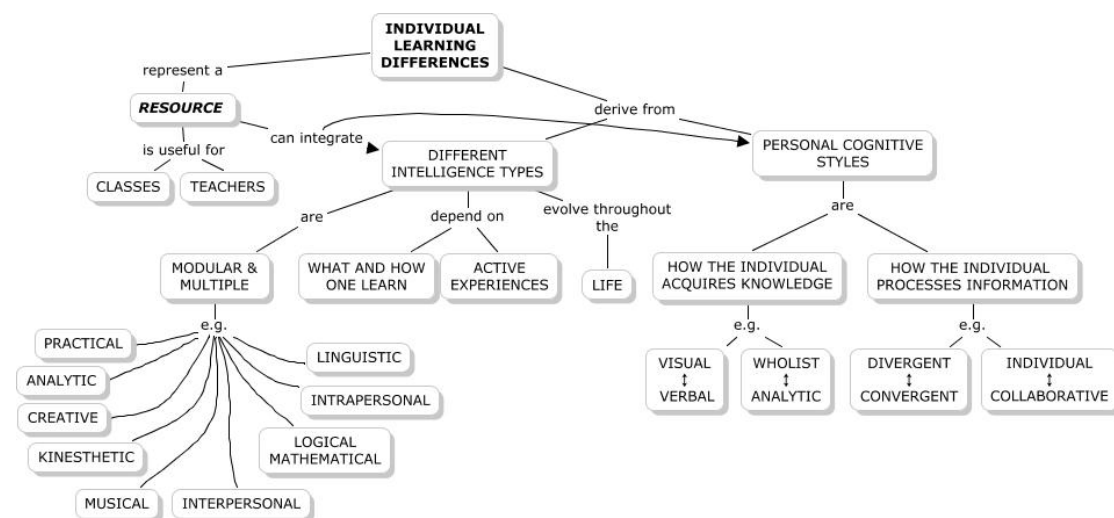 INDIVIDUAL
LEARNING
DIFFERENCES
represent a
derive from
RESOURCE
can integrate
is useful for
CLASSES
TEACHERS
DIFFERENT
INTELLIGENCE TYPES
PERSONAL COGNITIVE
STYLES
are
depend on
evolve throughout
the
are
MODULAR &
MULTIPLE
WHAT AND HOW
ONE LEARN
ACTIVE
EXPERIENCES
LIFE
HOW THE INDIVIDUAL
ACQUIRES KNOWLEDGE
HOW THE INDIVIDUAL
PROCESSES INFORMATION
e.g.
e.g.
e.g.
PRACTICAL
ANALYTIC
CREATIVE
KINESTHETIC
MUSICAL
INTERPERSONAL
LOGICAL
MATHEMATICAL
INTRAPERSONAL
LINGUISTIC
VISUAL
↕
VERBAL
WHOLIST
↕
ANALYTIC
DIVERGENT
↕
CONVERGENT
INDIVIDUAL
↕
COLLABORATIVE